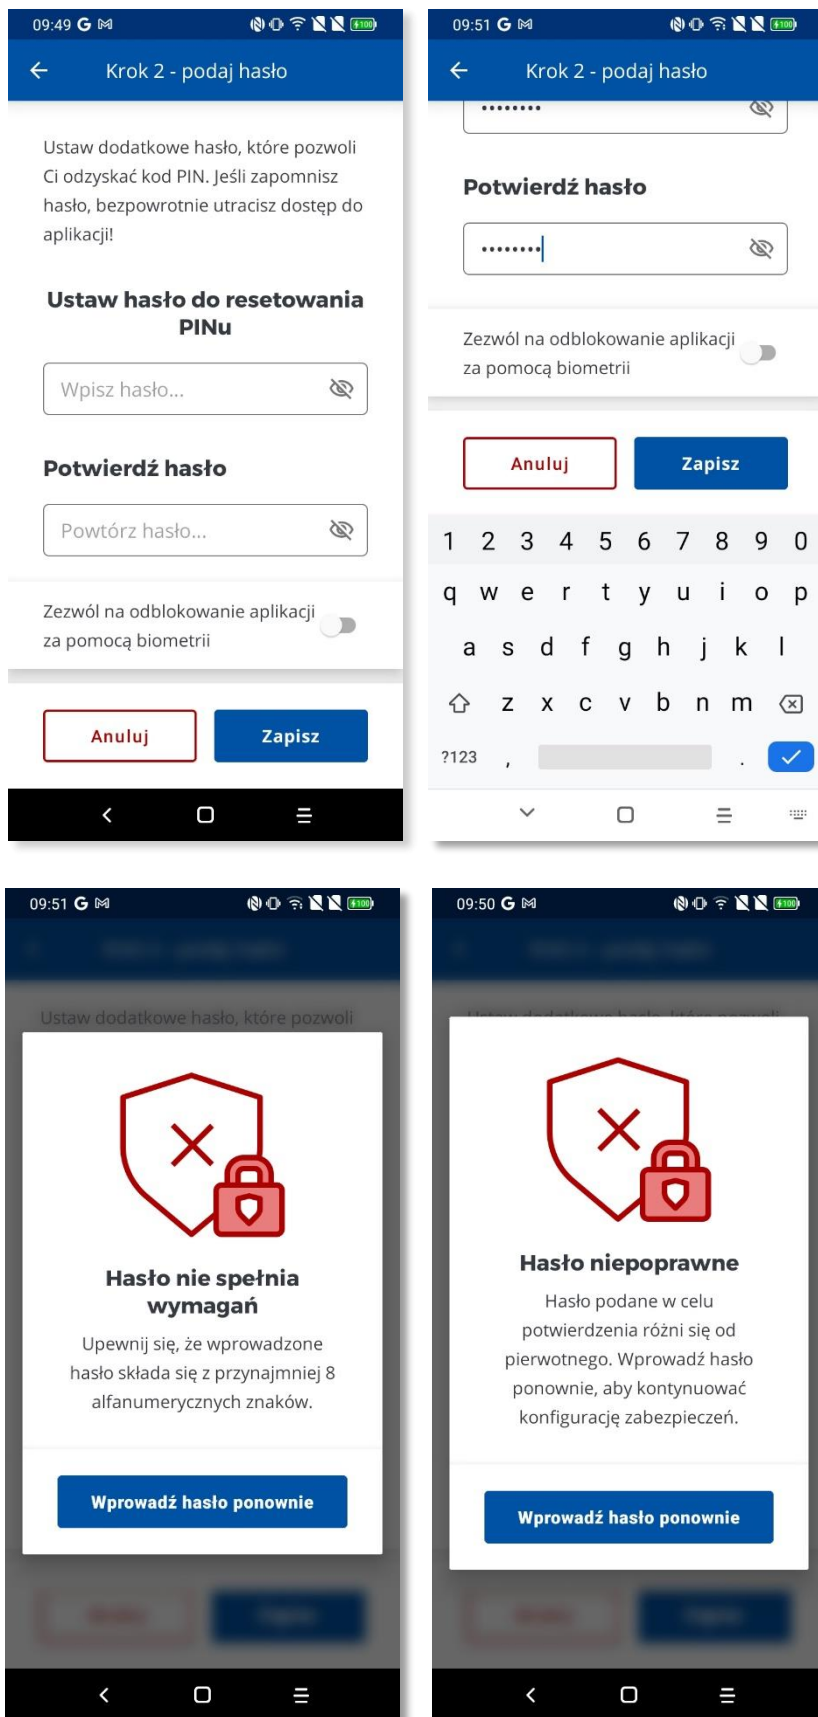 09:49 G
Krok 2 - podaj hasło
Ustaw dodatkowe hasło, które pozwoli
Ci odzyskać kod PIN. Jeśli zapomnisz
hasło, bezpowrotnie utracisz dostęp do
aplikacji!
Ustaw hasło do resetowania
PINu
Wpisz hasło...
Potwierdź hasło
Powtórz hasło...
Zezwól na odblokowanie aplikacji
za pomocą biometrii
Anuluj Zapisz
09:51 G
100
Krok 2 - podaj hasło
••••••••
Potwierdź hasło
••••••••
Zezwól na odblokowanie aplikacji
za pomocą biometrii
Anuluj Zapisz
1 2 3 4 5 6 7 8 9 0
q w e r t y u i o p
a s d f g h j k l
z x c v b n m
?123 , .
09:51 G
100
Ustaw dodatkowe hasło, które pozwoli
Hasło nie spełnia
wymagań
Upewnij się, że wprowadzone
hasło składa się z przynajmniej 8
alfanumerycznych znaków.
Wprowadź hasło ponownie
09:50 G
100
Hasło niepoprawne
Hasło podane w celu
potwierdzenia różni się od
pierwotnego. Wprowadź hasło
ponownie, aby kontynuować
konfigurację zabezpieczeń.
Wprowadź hasło ponownie